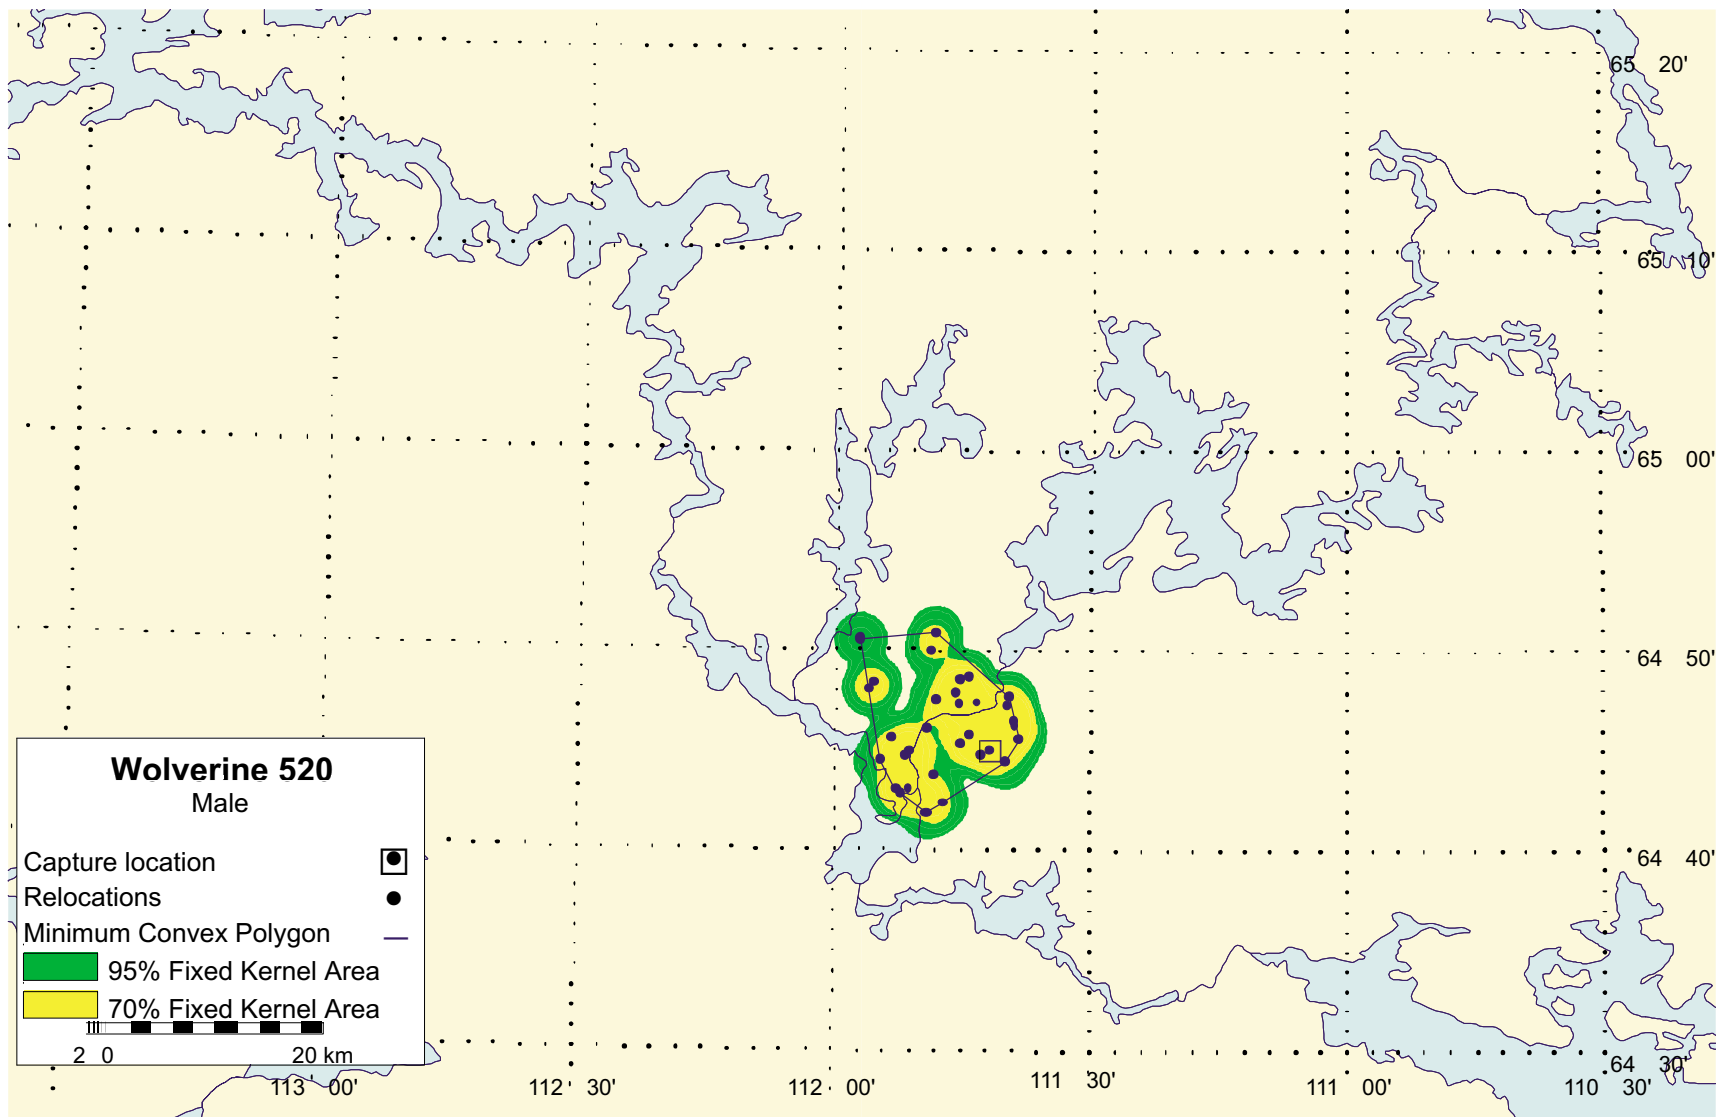 65 20'
65 10'
65 00'
64 50'
64 40'
64 30'
Wolverine 520
Male
Capture location
Relocations
Minimum Convex Polygon
95% Fixed Kernel Area
70% Fixed Kernel Area
2 0 20 km
113 00' 112 30' 112 00' 111 30' 111 00' 110 30'